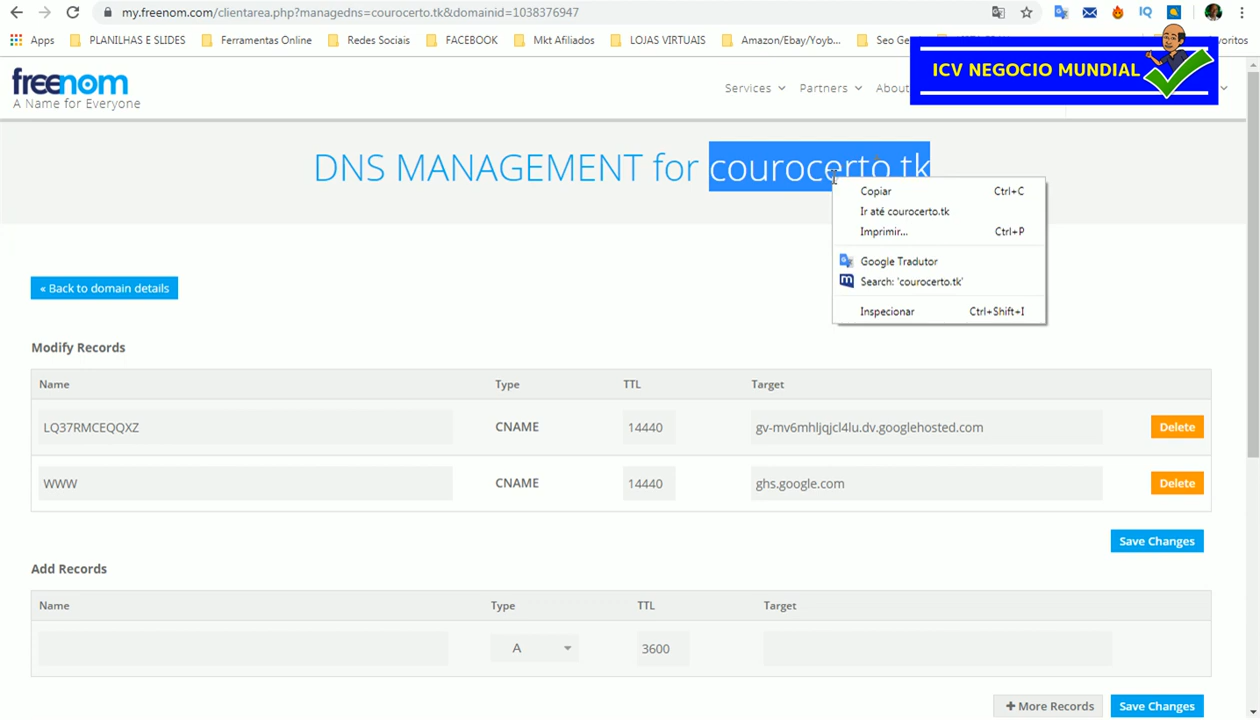 my.freenom.com/clientarea.php?managedns=courocerto.tk&domainid=1038376947
Apps PLANILHAS E SLIDES Ferramentas Online Redes Sociais FACEBOOK Mkt Afiliados LOJAS VIRTUAIS Amazon/Ebay/Yoyb... Seo Ge
ICV NEGOCIO MUNDIAL
freenom
A Name for Everyone
Services Partners About
DNS MANAGEMENT for courocerto.tk
Copiar Ctrl+C
Ir até courocerto.tk
Imprimir... Ctrl+P
Google Tradutor
Search: 'courocerto.tk'
Inspecionar Ctrl+Shift+I
« Back to domain details
Modify Records
Name Type TTL Target
LQ37RMCEQQXZ CNAME 14440 gv-mv6mhljqjcl4lu.dv.googlehosted.com Delete
WWW CNAME 14440 ghs.google.com Delete
Save Changes
Add Records
Name Type TTL Target
A 3600
+ More Records Save Changes